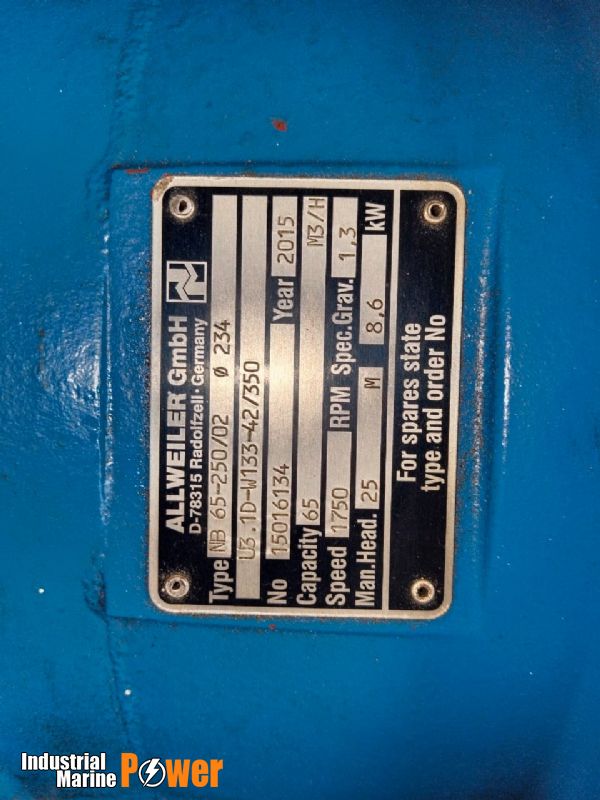 ALLWEILER GmbH
D-78315 Radolfzell · Germany
Type NB 65-250/02 Ø 234
U3.1D-W133-42/350
No 15016134 Year 2015
Capacity 65 M3/H
Speed 1750 RPM Spec.Grav. 1,3
Man.Head. 25 M 8,6 kW
For spares state
type and order No
Industrial
Marine Power